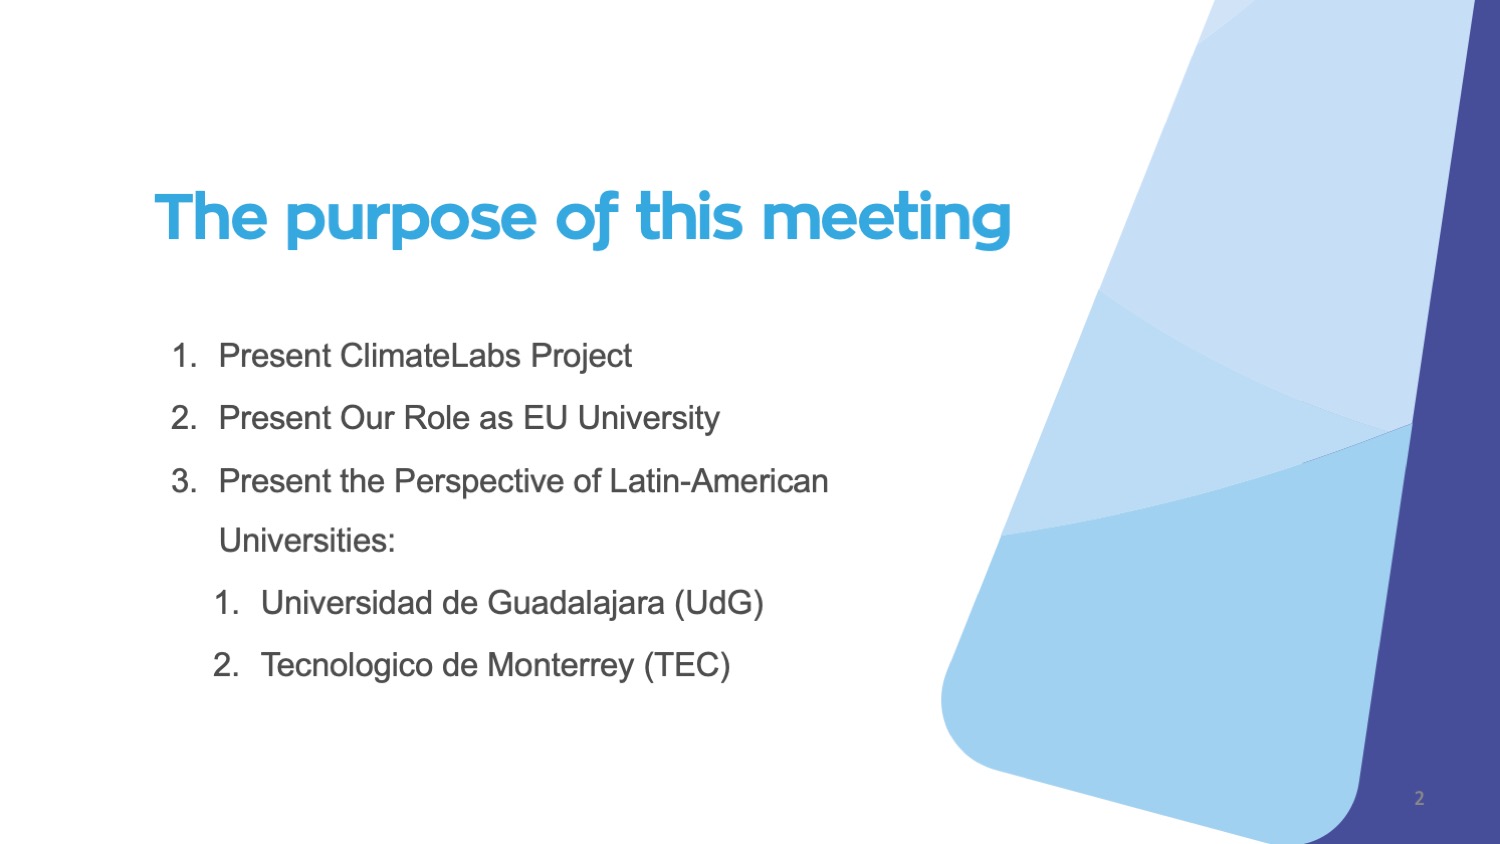 The purpose of this meeting
1. Present ClimateLabs Project
2. Present Our Role as EU University
3. Present the Perspective of Latin-American
Universities:
1. Universidad de Guadalajara (UdG)
2. Tecnologico de Monterrey (TEC)
2